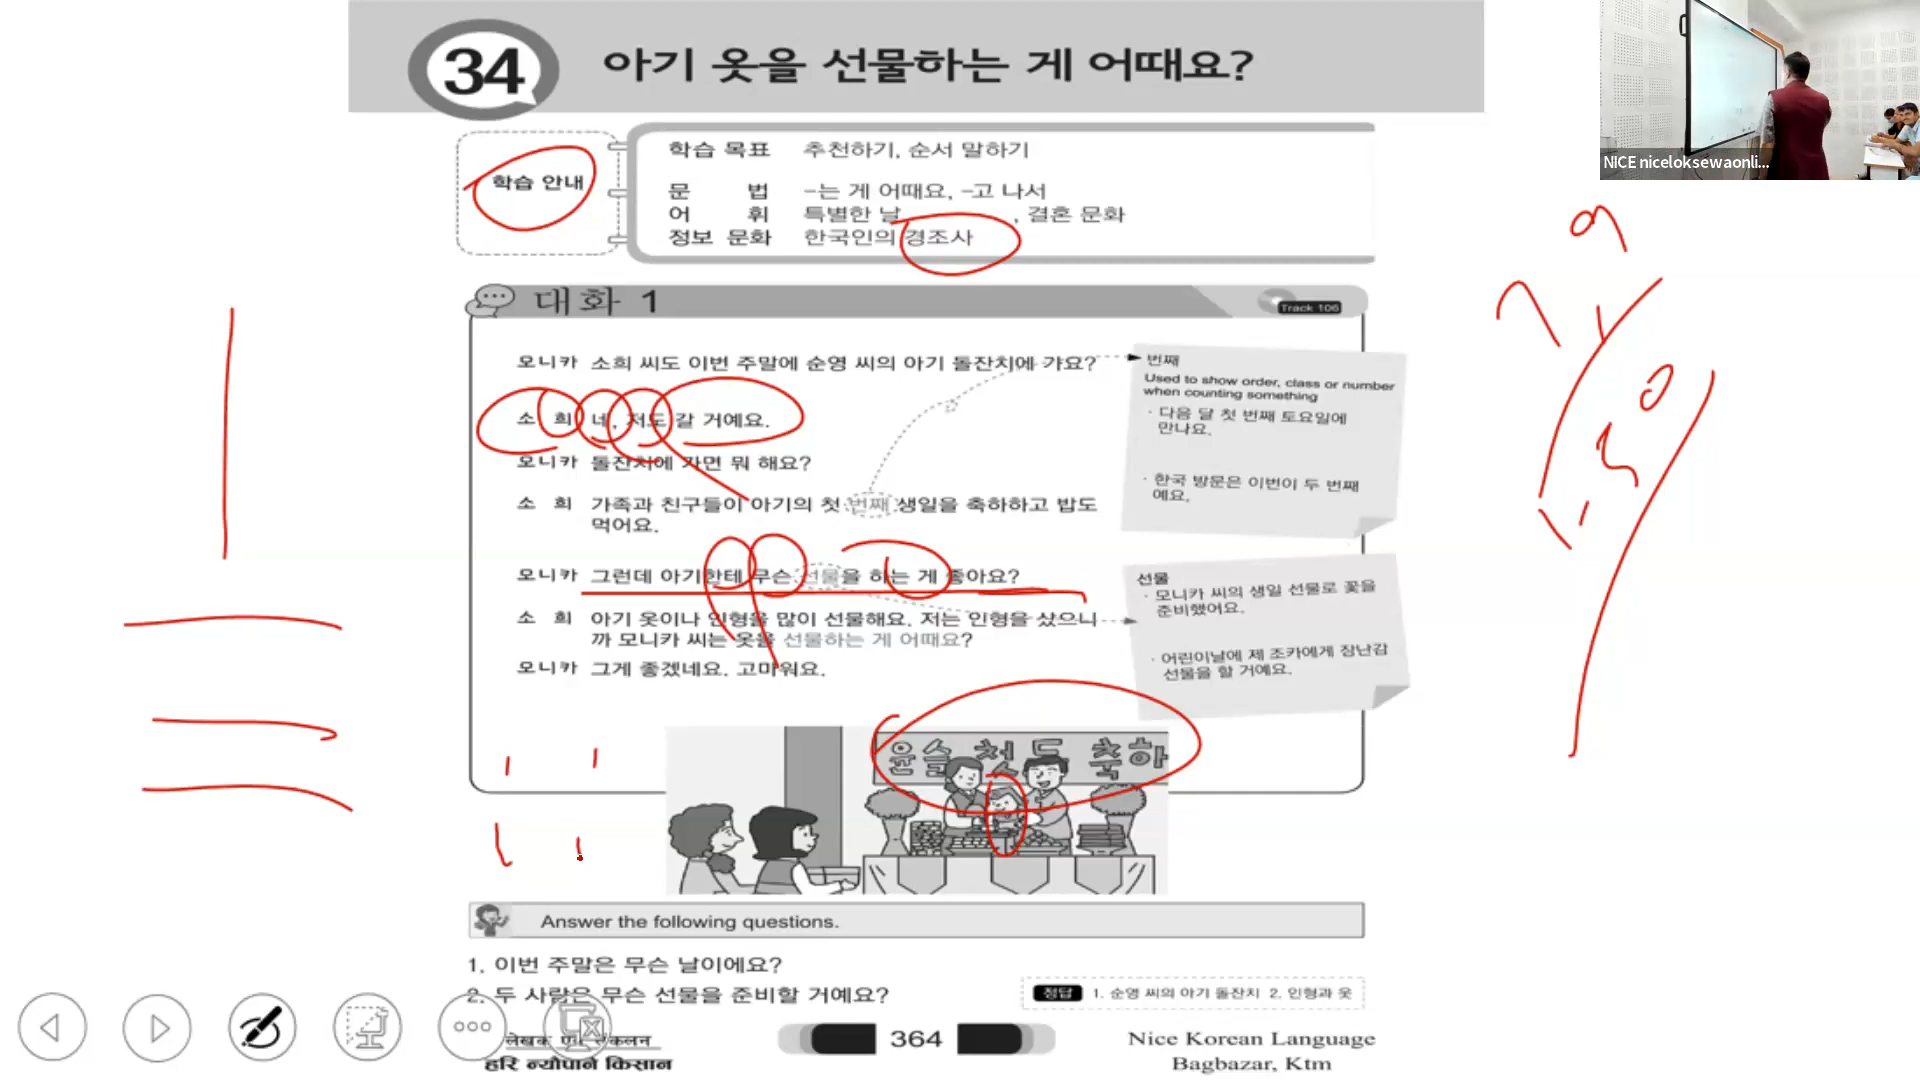 34 아기 옷을 선물하는 게 어때요?
NICE niceloksewaonli...
학습 안내
학습 목표 추천하기, 순서 말하기
문 법 -는 게 어때요, -고 나서
어 휘 특별한 날 , 결혼 문화
정보 문화 한국인의 경조사
대화 1
Track 106
모니카 소희 씨도 이번 주말에 순영 씨의 아기 돌잔치에 가요?
소 희 네, 저도 갈 거예요.
모니카 돌잔치에 가면 뭐 해요?
소 희 가족과 친구들이 아기의 첫 번째 생일을 축하하고 밥도
먹어요.
모니카 그런데 아기한테 무슨 선물을 하는 게 좋아요?
소 희 아기 옷이나 인형을 많이 선물해요. 저는 인형을 샀으니
까 모니카 씨는 옷을 선물하는 게 어때요?
모니카 그게 좋겠네요. 고마워요.
번째
Used to show order, class or number
when counting something
· 다음 달 첫 번째 토요일에
만나요.
· 한국 방문은 이번이 두 번째
예요.
선물
· 모니카 씨의 생일 선물로 꽃을
준비했어요.
· 어린이날에 제 조카에게 장난감
선물을 할 거예요.
윤슬 첫 돌 축하
Answer the following questions.
1. 이번 주말은 무슨 날이에요?
2. 두 사람은 무슨 선물을 준비할 거예요?
정답 1. 순영 씨의 아기 돌잔치 2. 인형과 옷
हरि न्यौपाने किसान
364
Nice Korean Language
Bagbazar, Ktm